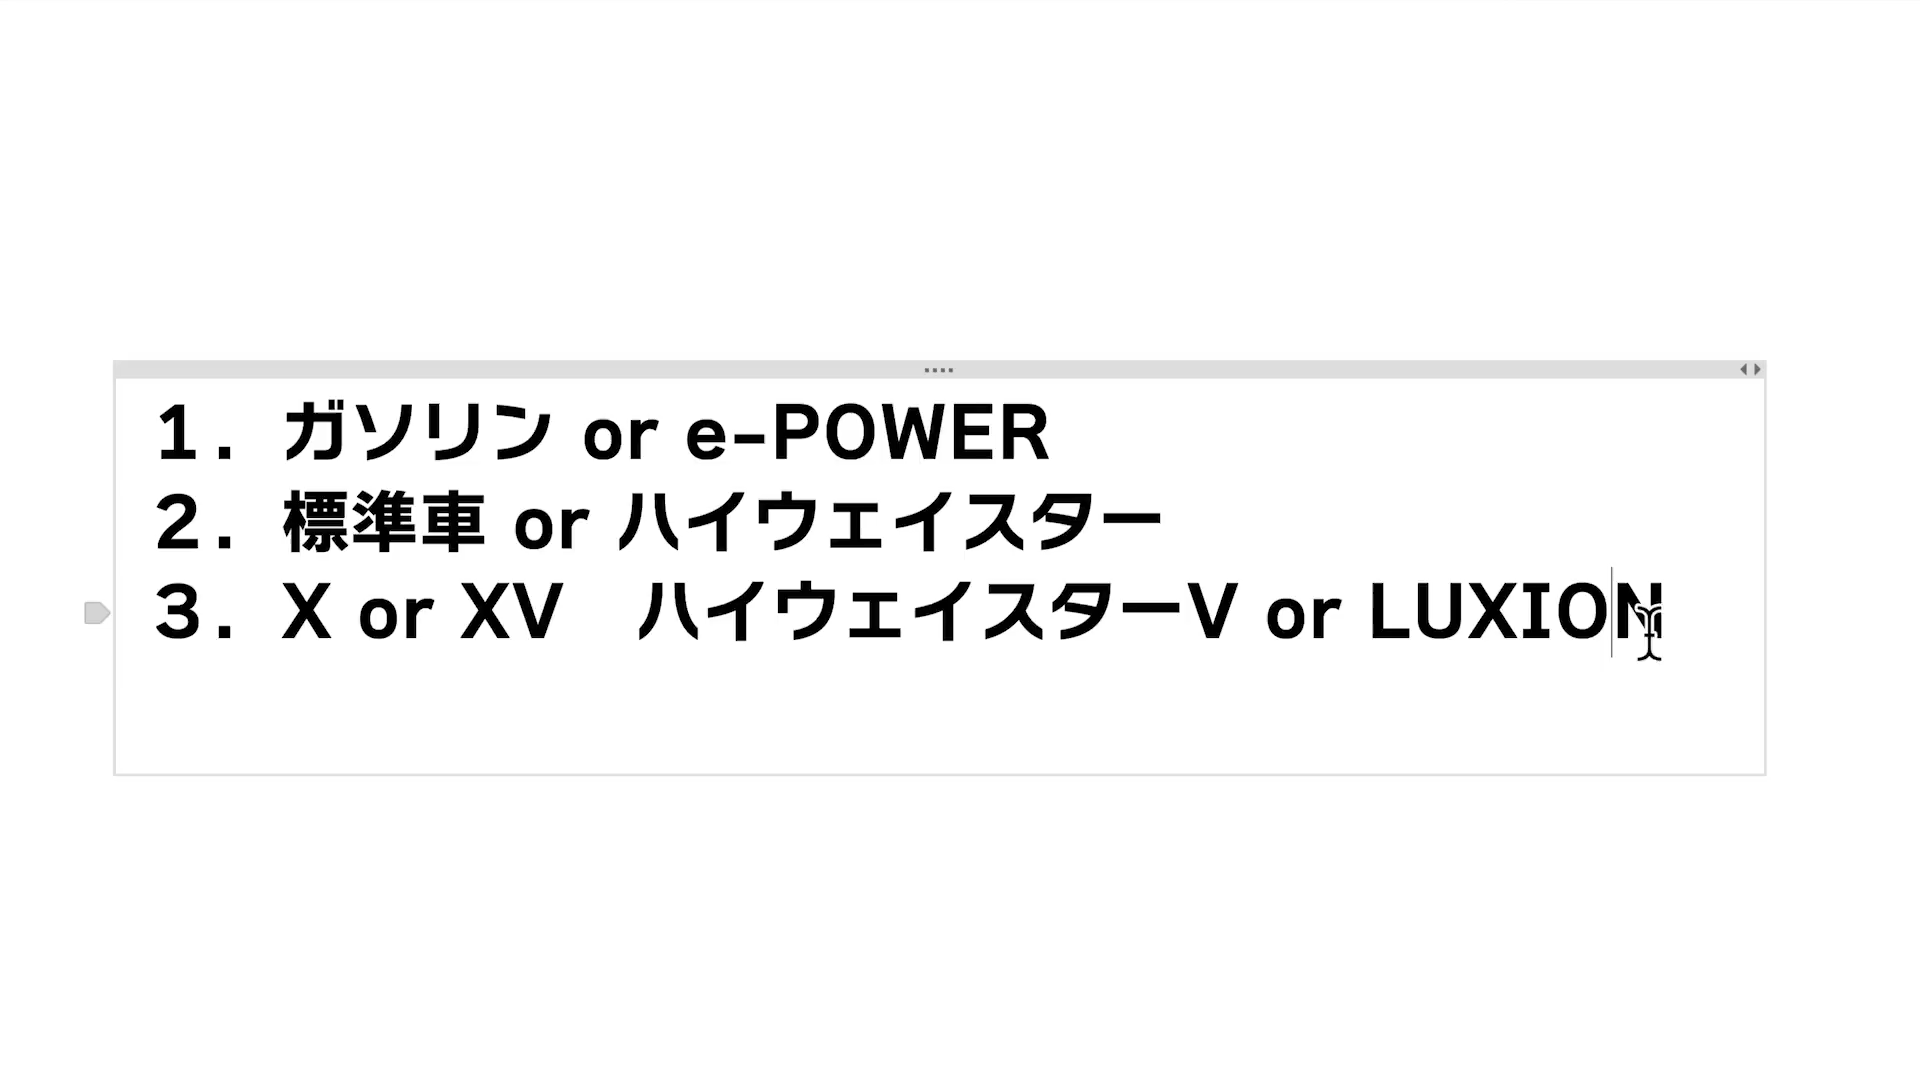 1. ガソリン or e-POWER
2. 標準車 or ハイウェイスター
3. X or XV　ハイウェイスターV or LUXION